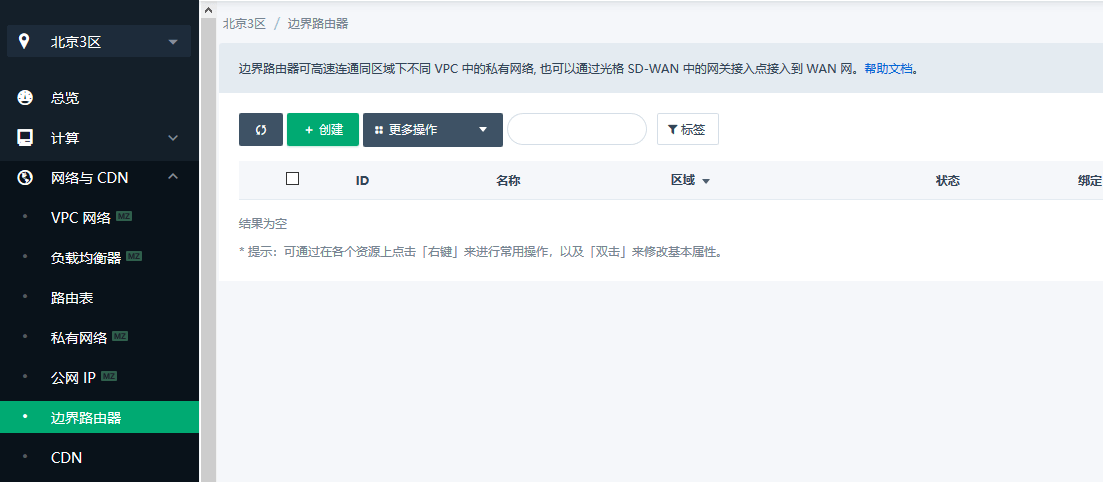 北京3区
总览
计算
网络与 CDN
VPC 网络 MZ
负载均衡器 MZ
路由表
私有网络 MZ
公网 IP MZ
边界路由器
CDN
北京3区 / 边界路由器
边界路由器可高速连通同区域下不同 VPC 中的私有网络, 也可以通过光格 SD-WAN 中的网关接入点接入到 WAN 网。帮助文档。
+ 创建 更多操作 标签
ID 名称 区域 状态 绑定
结果为空
* 提示：可通过在各个资源上点击「右键」来进行常用操作，以及「双击」来修改基本属性。